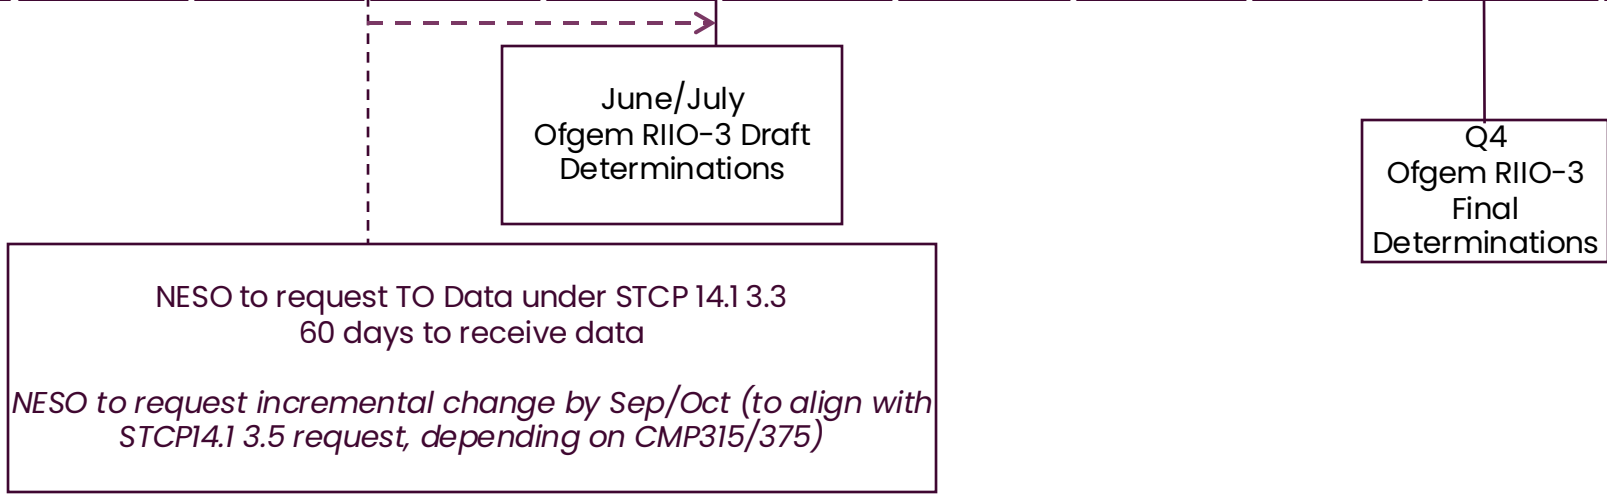 June/July
Ofgem RIIO-3 Draft
Determinations
Q4
Ofgem RIIO-3
Final
Determinations
NESO to request TO Data under STCP 14.1 3.3
60 days to receive data
NESO to request incremental change by Sep/Oct (to align with
STCP14.1 3.5 request, depending on CMP315/375)